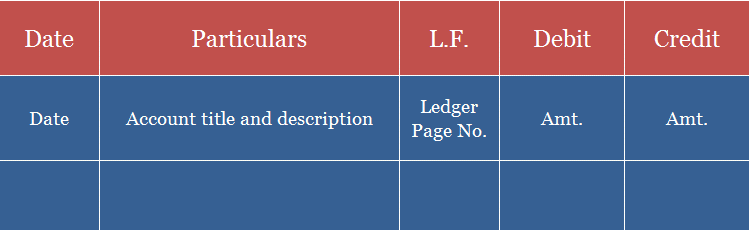 Date Particulars L.F. Debit Credit
Date Account title and description Ledger Page No. Amt. Amt.